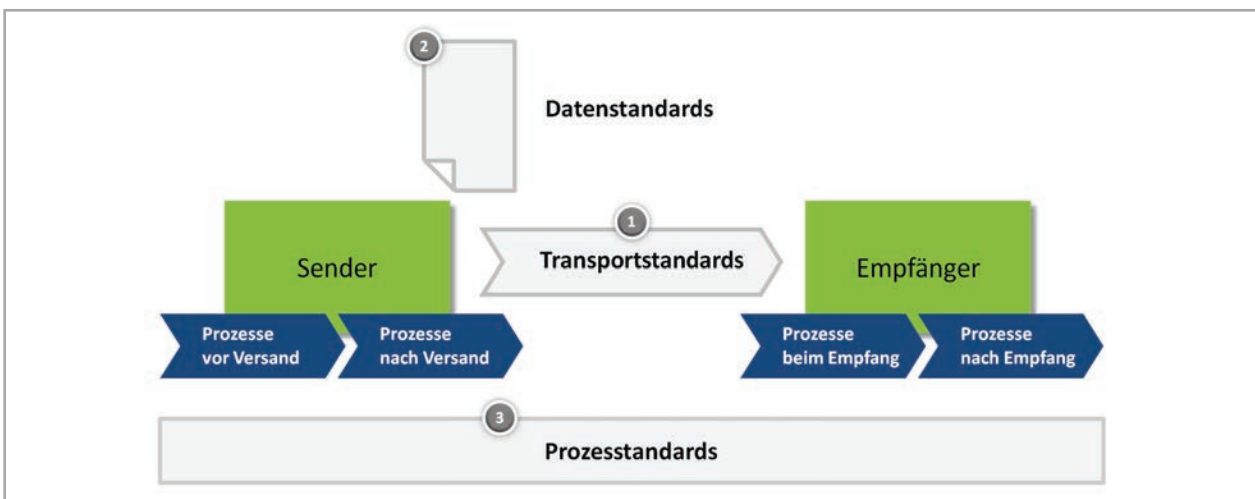 2
Datenstandards
1
Transportstandards
Sender
Empfänger
Prozesse
vor Versand
Prozesse
nach Versand
Prozesse
beim Empfang
Prozesse
nach Empfang
3
Prozesstandards